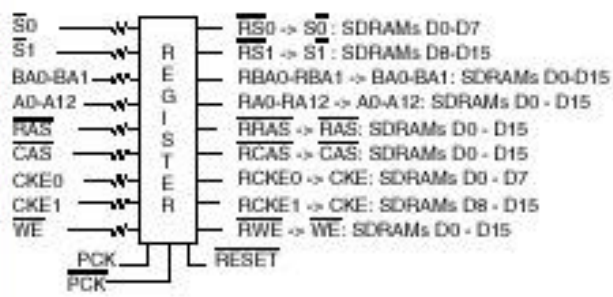 S0 RS0 -> S0 : SDRAMs D0-D7
S1 RS1 -> S1 : SDRAMs D8-D15
BA0-BA1 RBA0-RBA1 -> BA0-BA1: SDRAMs D0-D15
A0-A12 RA0-RA12 -> A0-A12: SDRAMs D0 - D15
RAS RRAS -> RAS: SDRAMs D0 - D15
CAS RCAS -> CAS: SDRAMs D0 - D15
CKE0 RCKE0 -> CKE: SDRAMs D0 - D7
CKE1 RCKE1 -> CKE: SDRAMs D8 - D15
WE RWE -> WE: SDRAMs D0 - D15
REGISTER
PCK RESET
PCK